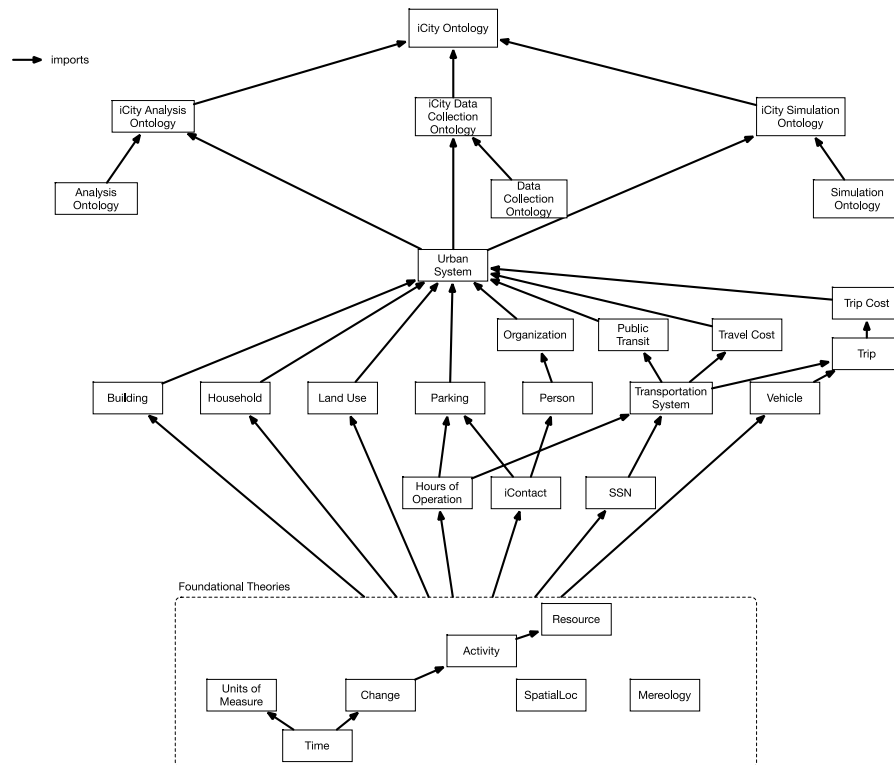 iCity Ontology
imports
iCity Analysis
Ontology
iCity Data
Collection
Ontology
iCity Simulation
Ontology
Analysis
Ontology
Data
Collection
Ontology
Simulation
Ontology
Urban
System
Trip Cost
Organization
Public
Transit
Travel Cost
Trip
Building
Household
Land Use
Parking
Person
Transportation
System
Vehicle
Hours of
Operation
iContact
SSN
Foundational Theories
Resource
Activity
Units of
Measure
Change
SpatialLoc
Mereology
Time